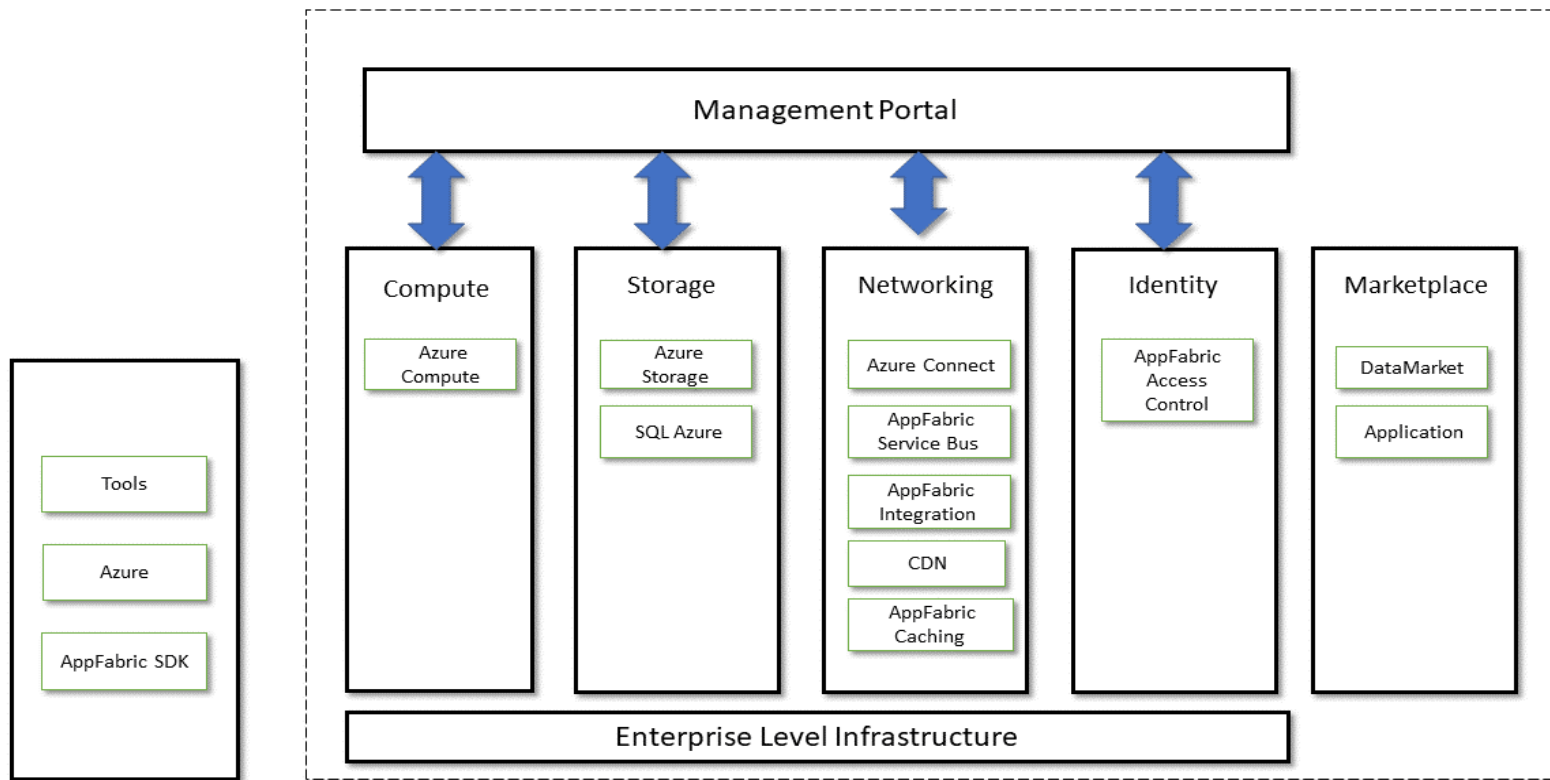 Management Portal
Compute
Azure
Compute
Storage
Azure
Storage
SQL Azure
Networking
Azure Connect
AppFabric
Service Bus
AppFabric
Integration
CDN
AppFabric
Caching
Identity
AppFabric
Access
Control
Marketplace
DataMarket
Application
Tools
Azure
AppFabric SDK
Enterprise Level Infrastructure